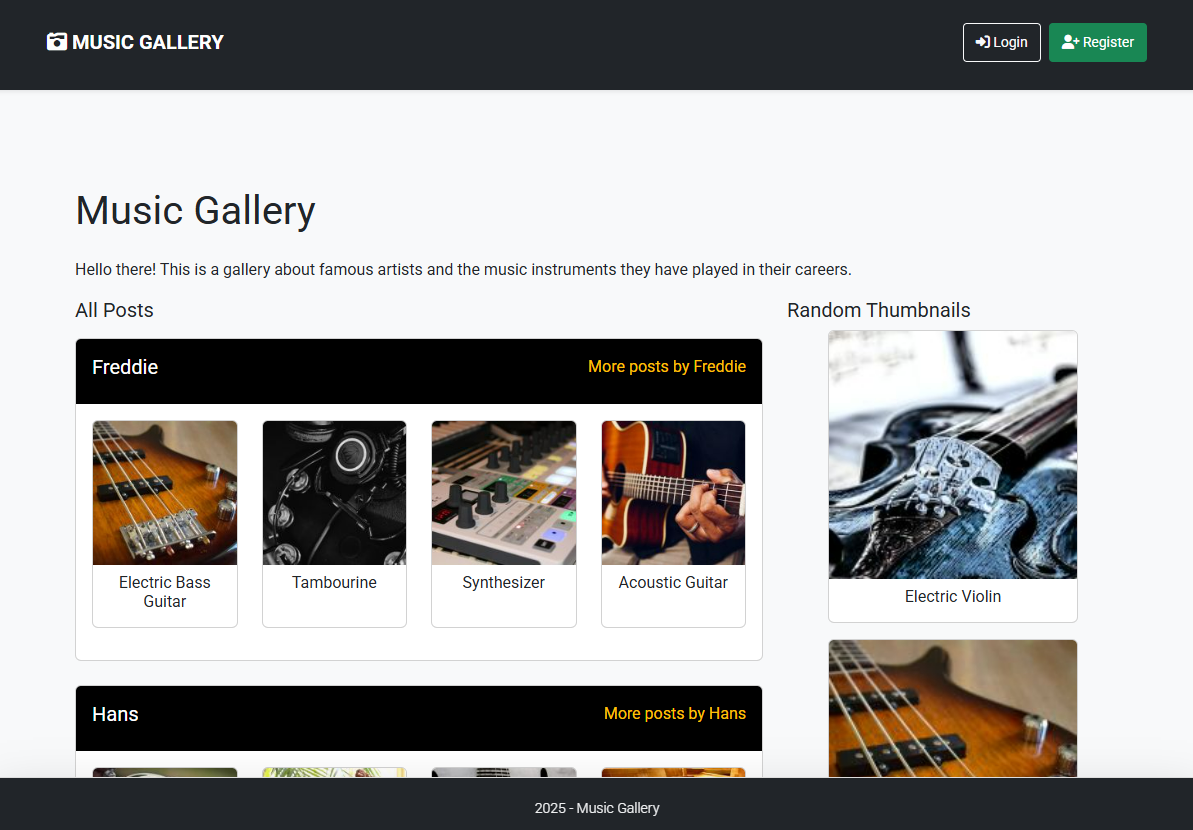 MUSIC GALLERY
Login
Register
Music Gallery
Hello there! This is a gallery about famous artists and the music instruments they have played in their careers.
All Posts
Random Thumbnails
Freddie
More posts by Freddie
Electric Bass
Guitar
Tambourine
Synthesizer
Acoustic Guitar
Electric Violin
Hans
More posts by Hans
2025 - Music Gallery